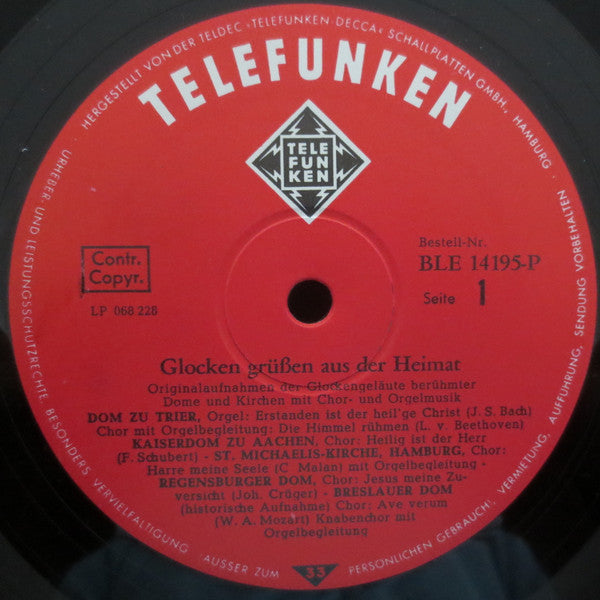 HERGESTELLT VON DER TELDEC »TELEFUNKEN-DECCA« SCHALLPLATTEN GMBH., HAMBURG ·
URHEBER- UND LEISTUNGSSCHUTZRECHTE, BESONDERS VERVIELFÄLTIGUNG
AUSSER ZUM PERSÖNLICHEN GEBRAUCH, VERMIETUNG, AUFFÜHRUNG, SENDUNG VORBEHALTEN
TELEFUNKEN
TELE
FUN
KEN
Contr.
Copyr.
LP 068 228
Bestell-Nr.
BLE 14195-P
Seite 1
Glocken grüßen aus der Heimat
Originalaufnahmen der Glockengeläute berühmter
Dome und Kirchen mit Chor- und Orgelmusik
DOM ZU TRIER, Orgel: Erstanden ist der heil'ge Christ (J. S. Bach)
Chor mit Orgelbegleitung: Die Himmel rühmen (L. v. Beethoven)
KAISERDOM ZU AACHEN, Chor: Heilig ist der Herr
(F. Schubert) - ST. MICHAELIS-KIRCHE, HAMBURG, Chor:
Harre meine Seele (C. Malan) mit Orgelbegleitung -
REGENSBURGER DOM, Chor: Jesus meine Zu-
versicht (Joh. Crüger) - BRESLAUER DOM
(historische Aufnahme) Chor: Ave verum
(W. A. Mozart) Knabenchor mit
Orgelbegleitung
33